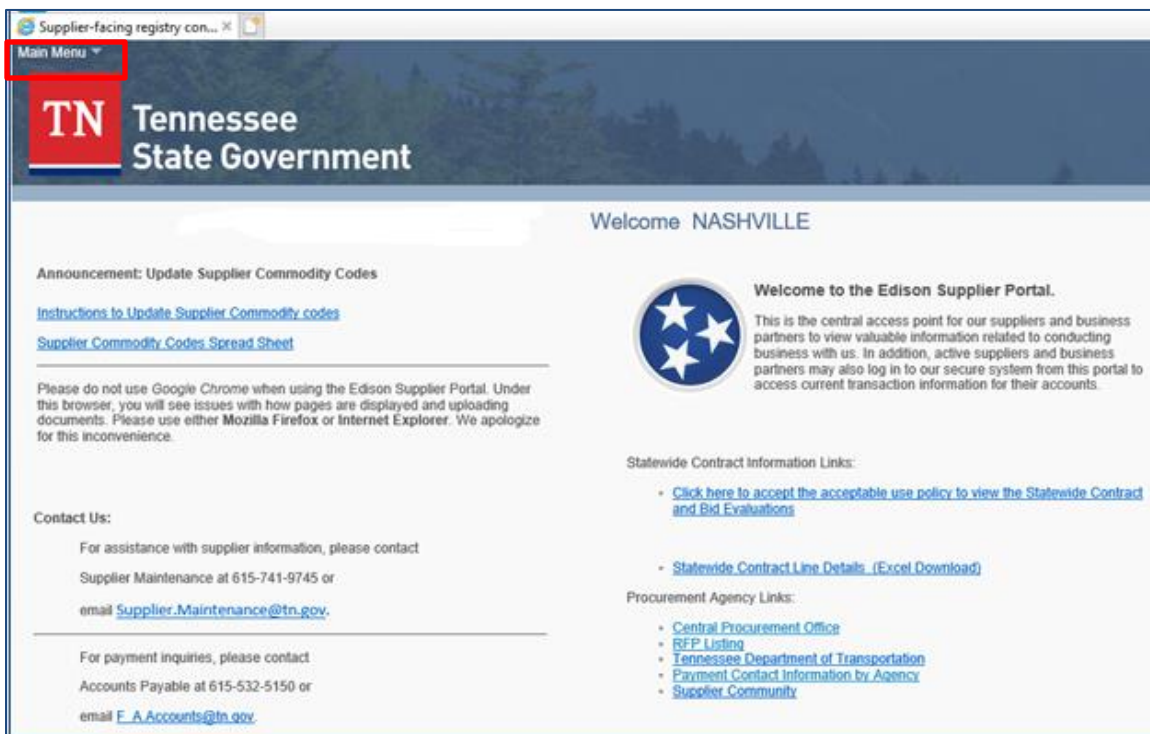 Supplier-facing registry con...
Main Menu
TN
Tennessee
State Government
Welcome NASHVILLE
Announcement: Update Supplier Commodity Codes
Instructions to Update Supplier Commodity codes
Supplier Commodity Codes Spread Sheet
Please do not use Google Chrome when using the Edison Supplier Portal. Under
this browser, you will see issues with how pages are displayed and uploading
documents. Please use either Mozilla Firefox or Internet Explorer. We apologize
for this inconvenience.
Contact Us:
For assistance with supplier information, please contact
Supplier Maintenance at 615-741-9745 or
email Supplier.Maintenance@tn.gov.
For payment inquiries, please contact
Accounts Payable at 615-532-5150 or
email F_A.Accounts@tn.gov.
Welcome to the Edison Supplier Portal.
This is the central access point for our suppliers and business
partners to view valuable information related to conducting
business with us. In addition, active suppliers and business
partners may also log in to our secure system from this portal to
access current transaction information for their accounts.
Statewide Contract Information Links:
Click here to accept the acceptable use policy to view the Statewide Contract
and Bid Evaluations
Statewide Contract Line Details (Excel Download)
Procurement Agency Links:
Central Procurement Office
RFP Listing
Tennessee Department of Transportation
Payment Contact Information by Agency
Supplier Community